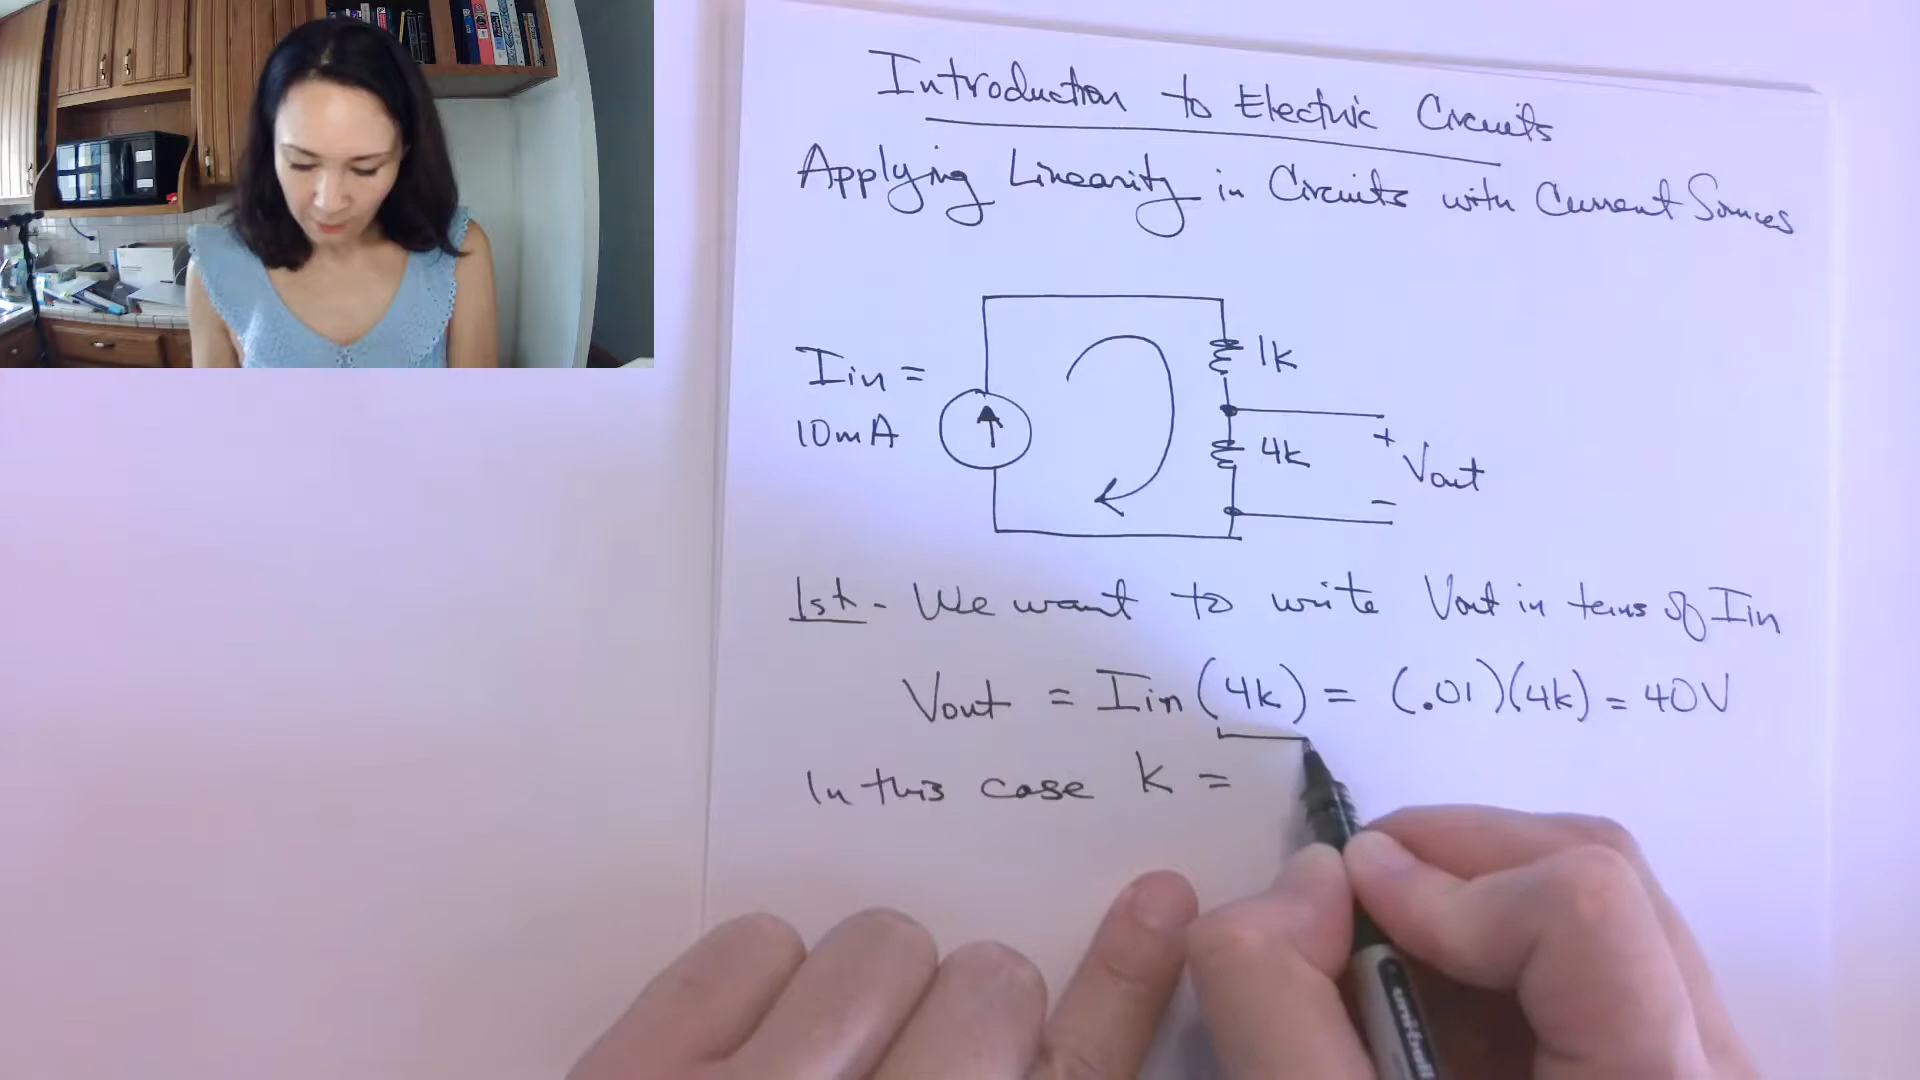 Introduction to Electric Circuits
Applying Linearity in Circuits with Current Sources
Iin =
10mA
1k
4k
+
Vout
−
1st - We want to write Vout in terms of Iin
Vout = Iin (4k) = (.01)(4k) = 40V
In this case k =
uniball